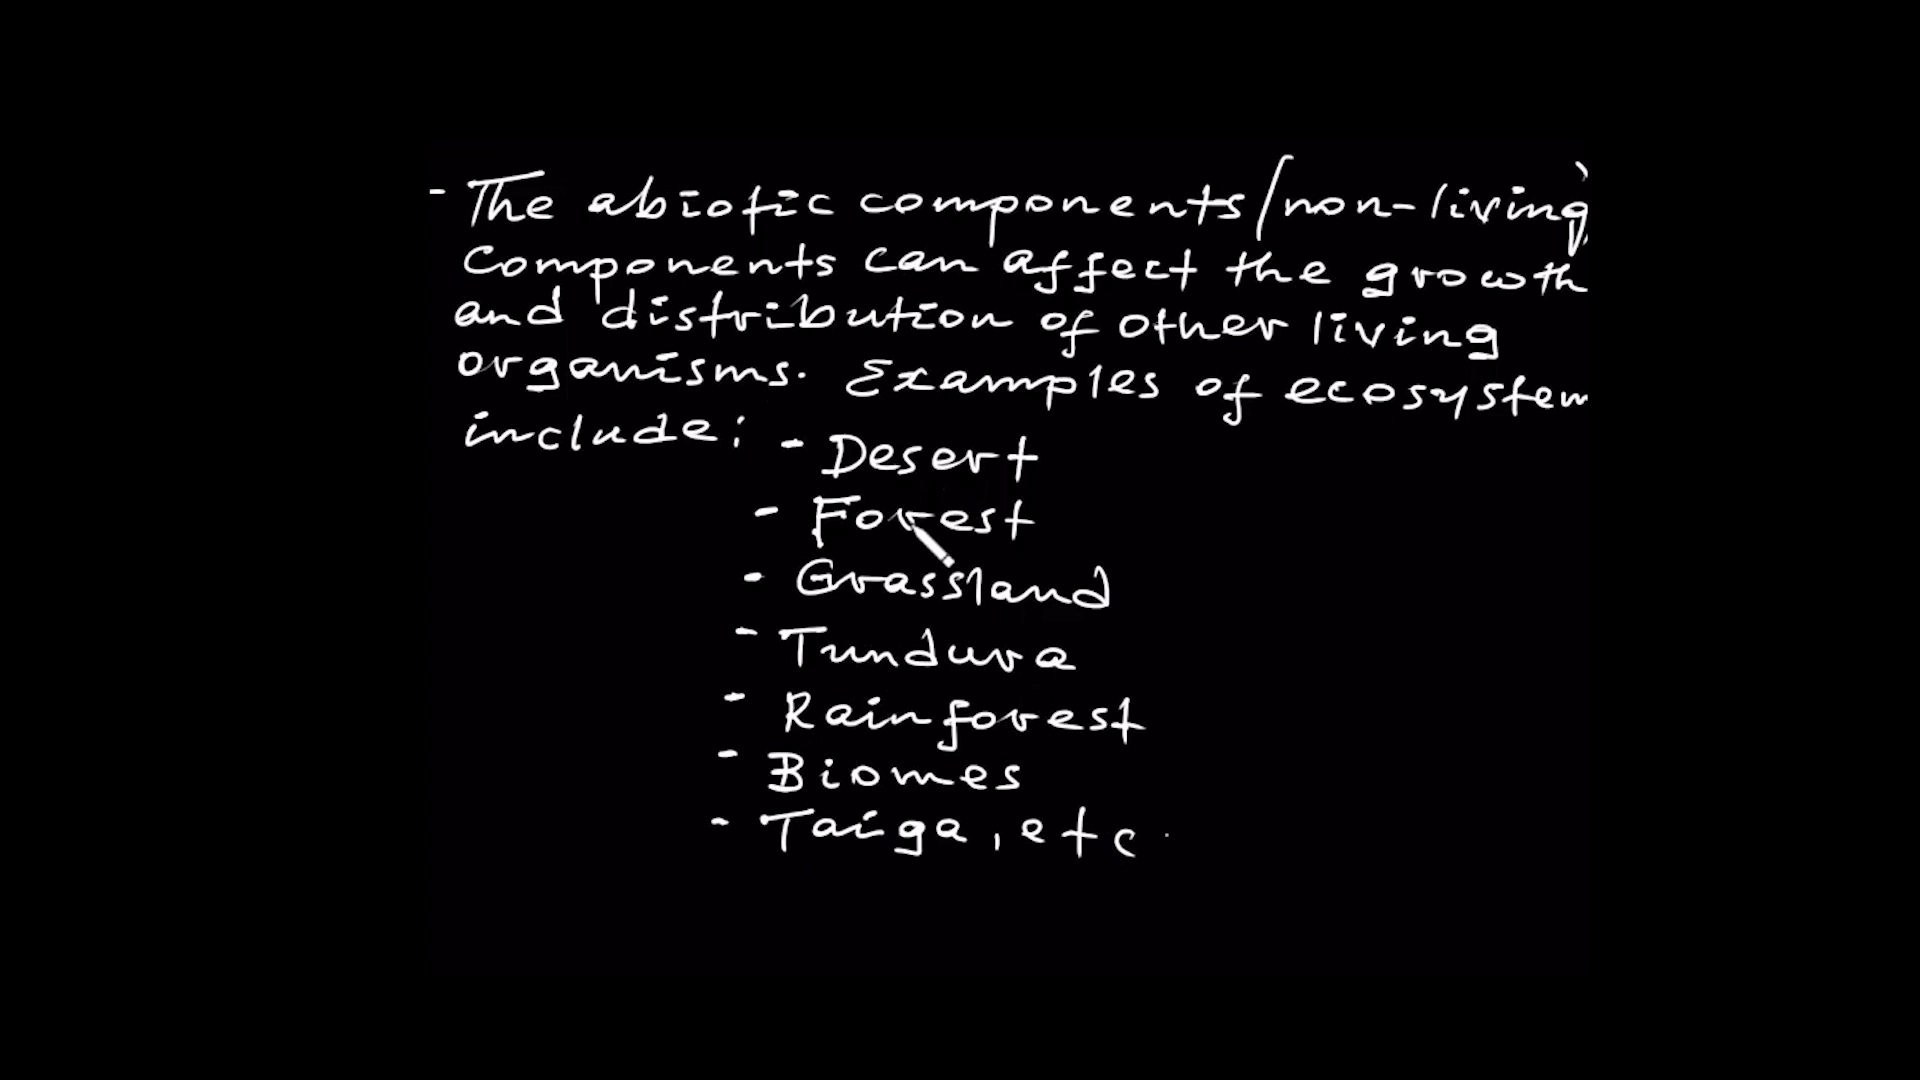 - The abiotic components/non-living)
components can affect the growth
and distribution of other living
organisms. Examples of ecosystem
include: - Desert
- Forest
- Grassland
- Tundura
- Rainforest
- Biomes
- Taiga, etc.